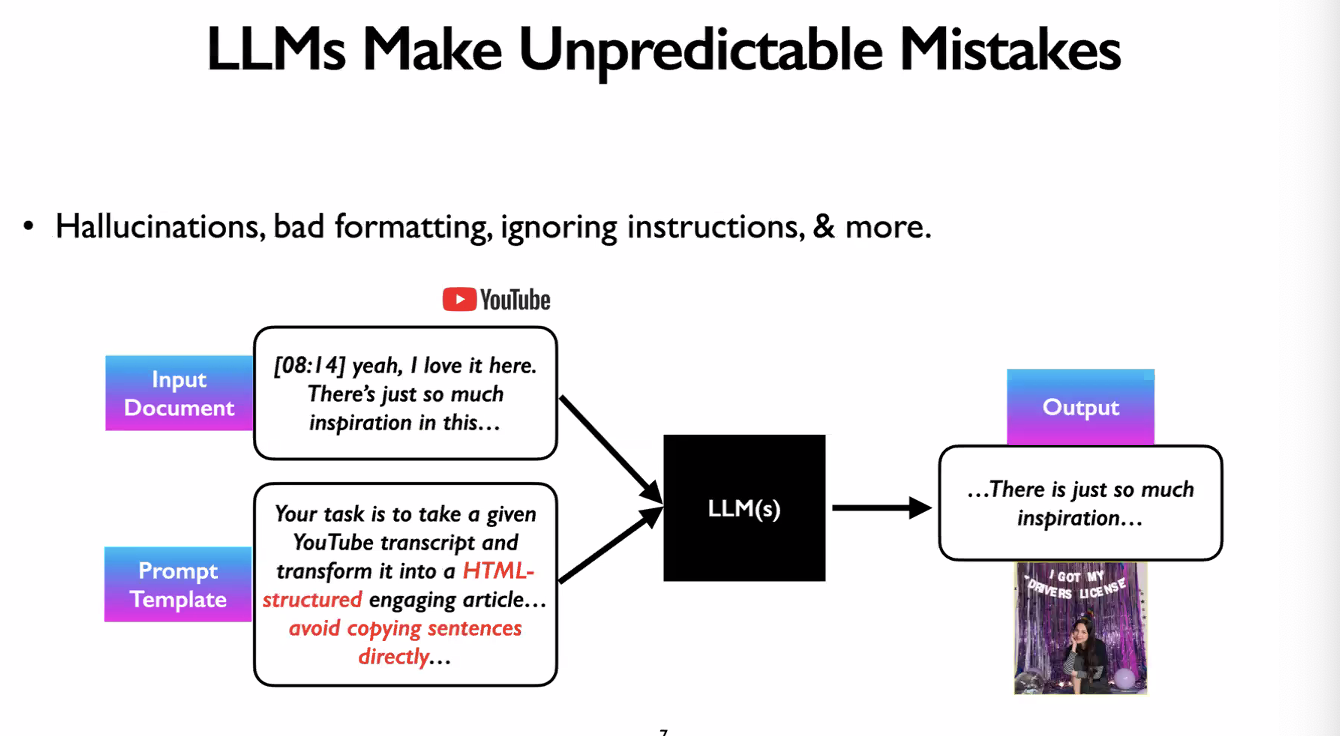 LLMs Make Unpredictable Mistakes
• Hallucinations, bad formatting, ignoring instructions, & more.
YouTube
Input
Document
[08:14] yeah, I love it here.
There's just so much
inspiration in this…
Prompt
Template
Your task is to take a given
YouTube transcript and
transform it into a HTML-
structured engaging article…
avoid copying sentences
directly…
LLM(s)
Output
…There is just so much
inspiration…
I GOT MY
DRIVERS LICENSE
7